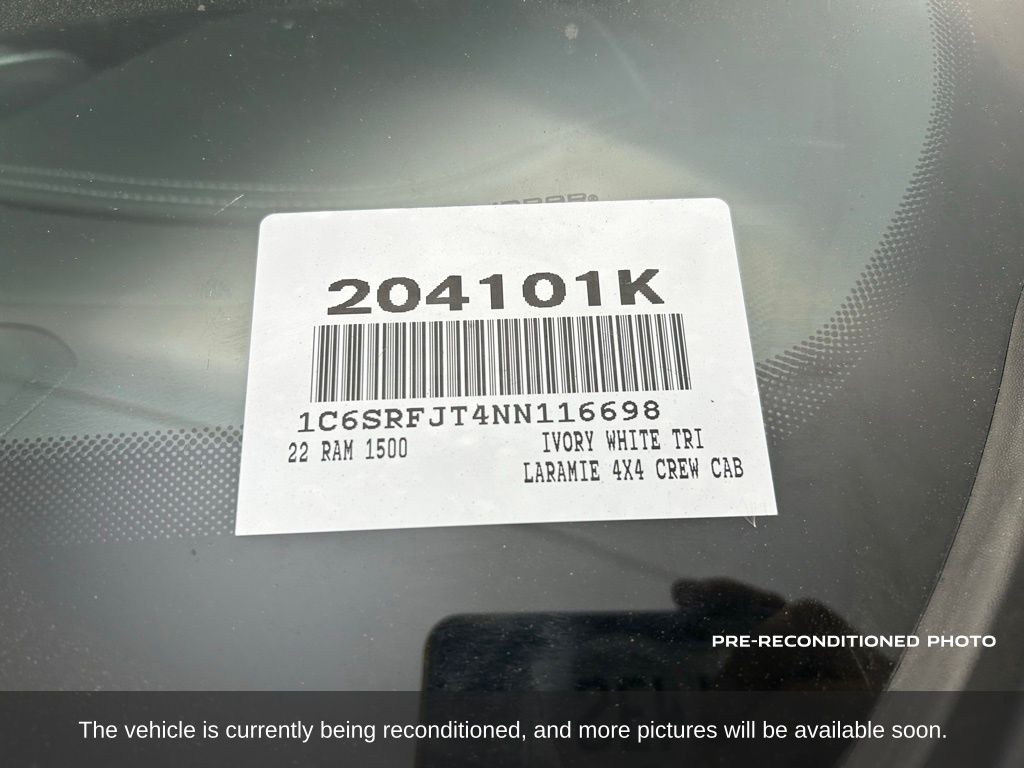 204101K
1C6SRFJT4NN116698
22 RAM 1500 IVORY WHITE TRI
LARAMIE 4X4 CREW CAB
PRE-RECONDITIONED PHOTO
The vehicle is currently being reconditioned, and more pictures will be available soon.